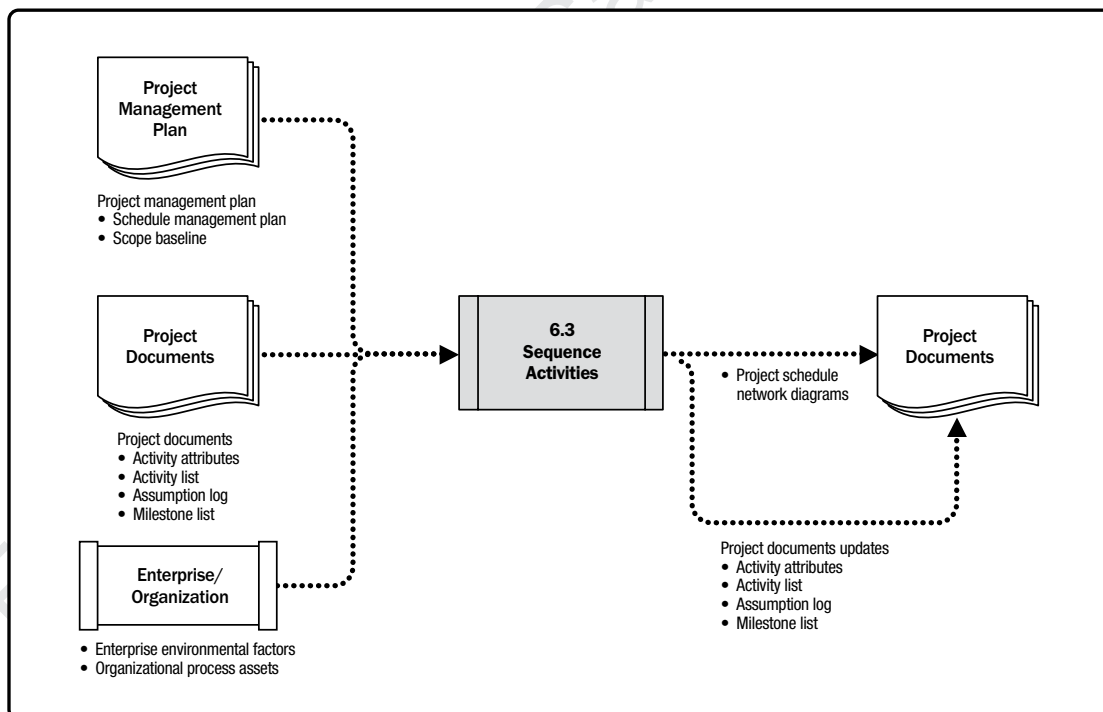 Project
Management
Plan
Project management plan
• Schedule management plan
• Scope baseline
Project
Documents
Project documents
• Activity attributes
• Activity list
• Assumption log
• Milestone list
Enterprise/
Organization
• Enterprise environmental factors
• Organizational process assets
6.3
Sequence
Activities
• Project schedule
network diagrams
Project
Documents
Project documents updates
• Activity attributes
• Activity list
• Assumption log
• Milestone list